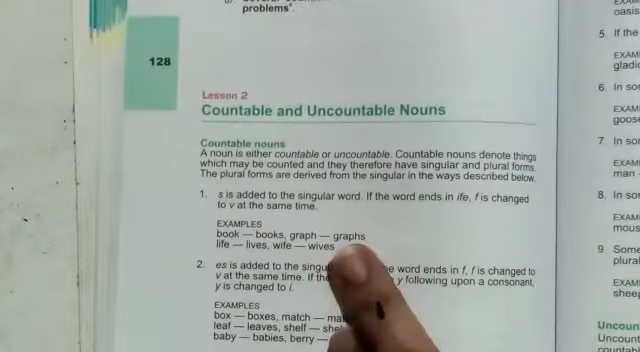 problems".
128
Lesson 2
Countable and Uncountable Nouns
Countable nouns
A noun is either countable or uncountable. Countable nouns denote things
which may be counted and they therefore have singular and plural forms.
The plural forms are derived from the singular in the ways described below.
1. s is added to the singular word. If the word ends in ife, f is changed
to v at the same time.
EXAMPLES
book — books, graph — graphs
life — lives, wife — wives
2. es is added to the singu e word ends in f, f is changed to
v at the same time. If the y following upon a consonant,
y is changed to i.
EXAMPLES
box — boxes, match — ma
leaf — leaves, shelf — she
baby — babies, berry —
oasis
5. If the
EXAM
gladi
6. In so
EXAM
goos
7. In so
EXAM
man
8. In so
EXAM
mous
9. Some
plura
EXAM
shee
Uncoun
Uncount